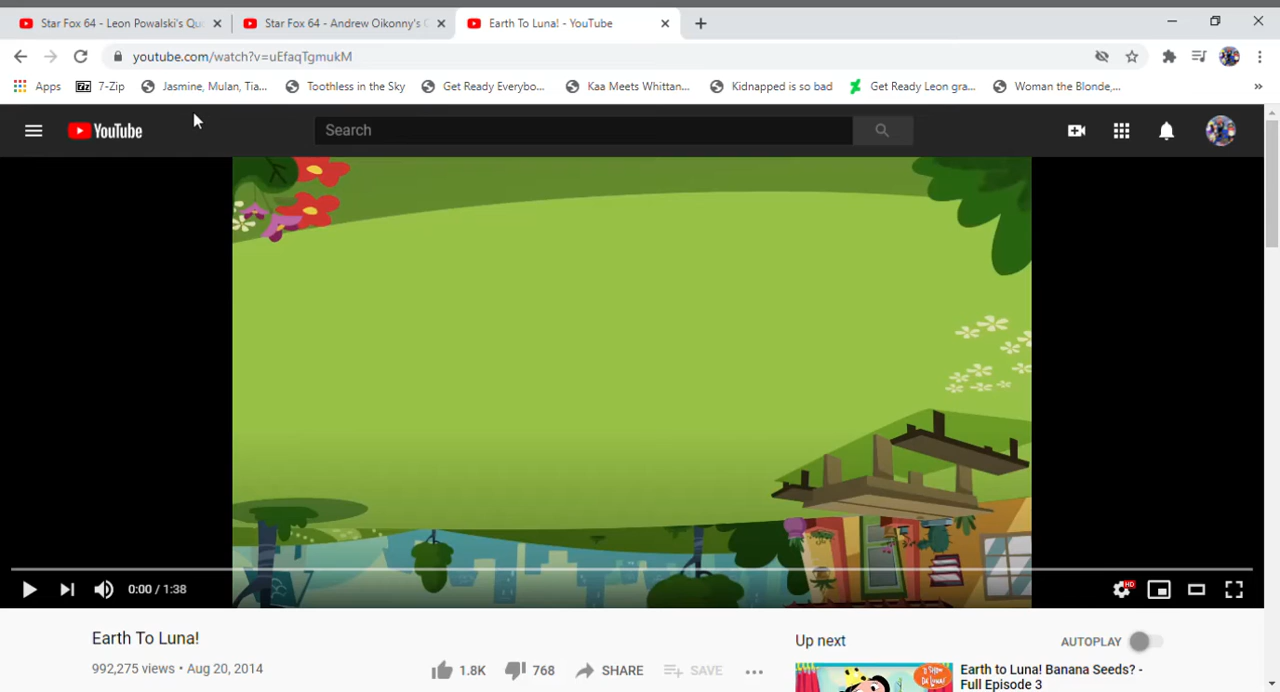 Star Fox 64 - Leon Powalski's Qu
Star Fox 64 - Andrew Oikonny's
Earth To Luna! - YouTube
youtube.com/watch?v=uEfaqTgmukM
Apps
7-Zip
Jasmine, Mulan, Tia...
Toothless in the Sky
Get Ready Everybo...
Kaa Meets Whittan...
Kidnapped is so bad
Get Ready Leon gra...
Woman the Blonde,...
YouTube
Search
0:00 / 1:38
HD
Earth To Luna!
992,275 views • Aug 20, 2014
1.8K
768
SHARE
SAVE
Up next
AUTOPLAY
Earth to Luna! Banana Seeds? -
Full Episode 3